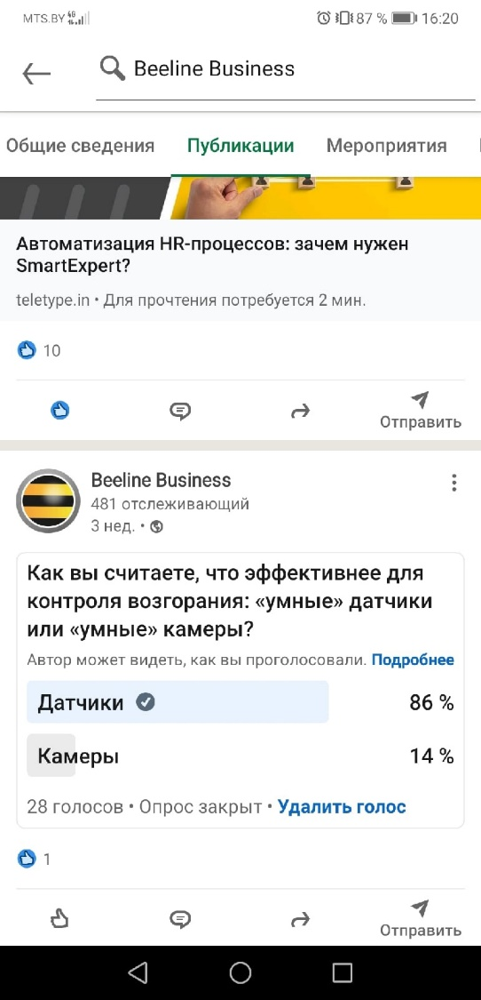 MTS.BY 4G 87 % 16:20
Beeline Business
Общие сведения Публикации Мероприятия
Автоматизация HR-процессов: зачем нужен
SmartExpert?
teletype.in • Для прочтения потребуется 2 мин.
10
Отправить
Beeline Business
481 отслеживающий
3 нед. •
Как вы считаете, что эффективнее для
контроля возгорания: «умные» датчики
или «умные» камеры?
Автор может видеть, как вы проголосовали. Подробнее
Датчики 86 %
Камеры 14 %
28 голосов • Опрос закрыт • Удалить голос
1
Отправить